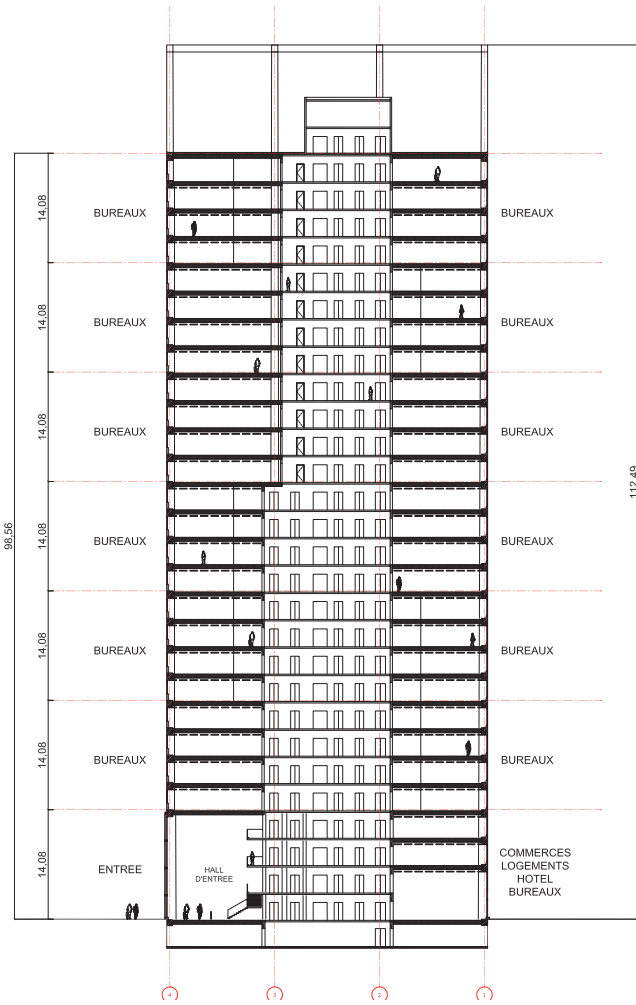 14,08
BUREAUX
BUREAUX
14,08
BUREAUX
BUREAUX
14,08
BUREAUX
BUREAUX
112,49
98,56
14,08
BUREAUX
BUREAUX
14,08
BUREAUX
BUREAUX
14,08
BUREAUX
BUREAUX
14,08
ENTREE
HALL
D'ENTREE
COMMERCES
LOGEMENTS
HOTEL
BUREAUX
4
3
2
1